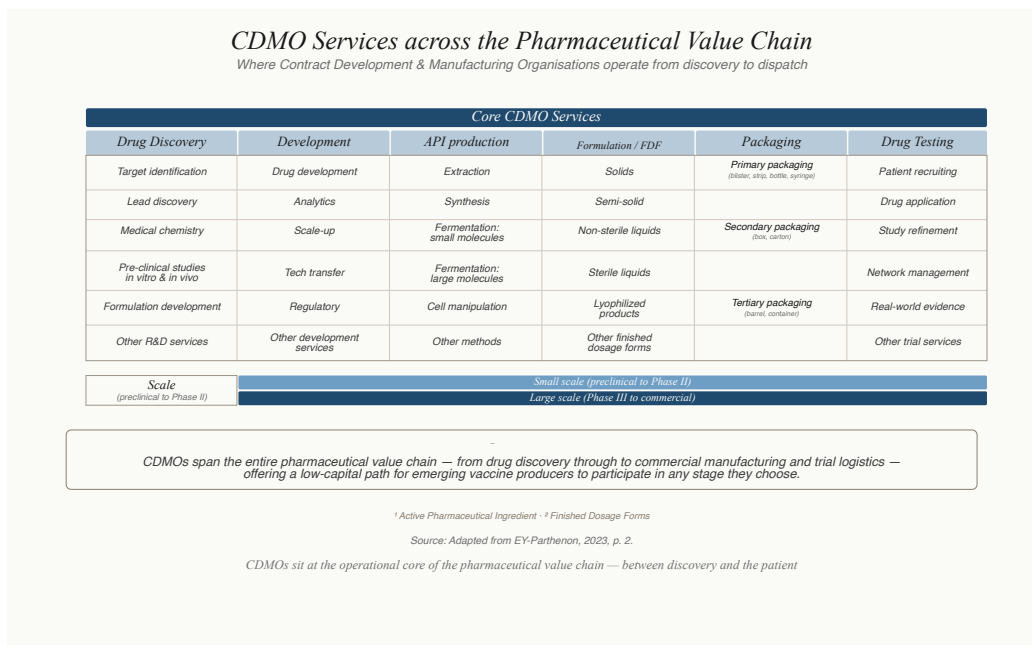 CDMO Services across the Pharmaceutical Value Chain
Where Contract Development & Manufacturing Organisations operate from discovery to dispatch
Core CDMO Services
Drug Discovery
Development
API production
Formulation / FDF
Packaging
Drug Testing
Target identification
Drug development
Extraction
Solids
Primary packaging
(blister, strip, bottle, syringe)
Patient recruiting
Lead discovery
Analytics
Synthesis
Semi-solid
Drug application
Medical chemistry
Scale-up
Fermentation:
small molecules
Non-sterile liquids
Secondary packaging
(box, carton)
Study refinement
Pre-clinical studies
in vitro & in vivo
Tech transfer
Fermentation:
large molecules
Sterile liquids
Network management
Formulation development
Regulatory
Cell manipulation
Lyophilized
products
Tertiary packaging
(barrel, container)
Real-world evidence
Other R&D services
Other development
services
Other methods
Other finished
dosage forms
Other trial services
Scale
(preclinical to Phase II)
Small scale (preclinical to Phase II)
Large scale (Phase III to commercial)
–
CDMOs span the entire pharmaceutical value chain — from drug discovery through to commercial manufacturing and trial logistics —
offering a low-capital path for emerging vaccine producers to participate in any stage they choose.
¹ Active Pharmaceutical Ingredient · ² Finished Dosage Forms
Source: Adapted from EY-Parthenon, 2023, p. 2.
CDMOs sit at the operational core of the pharmaceutical value chain — between discovery and the patient